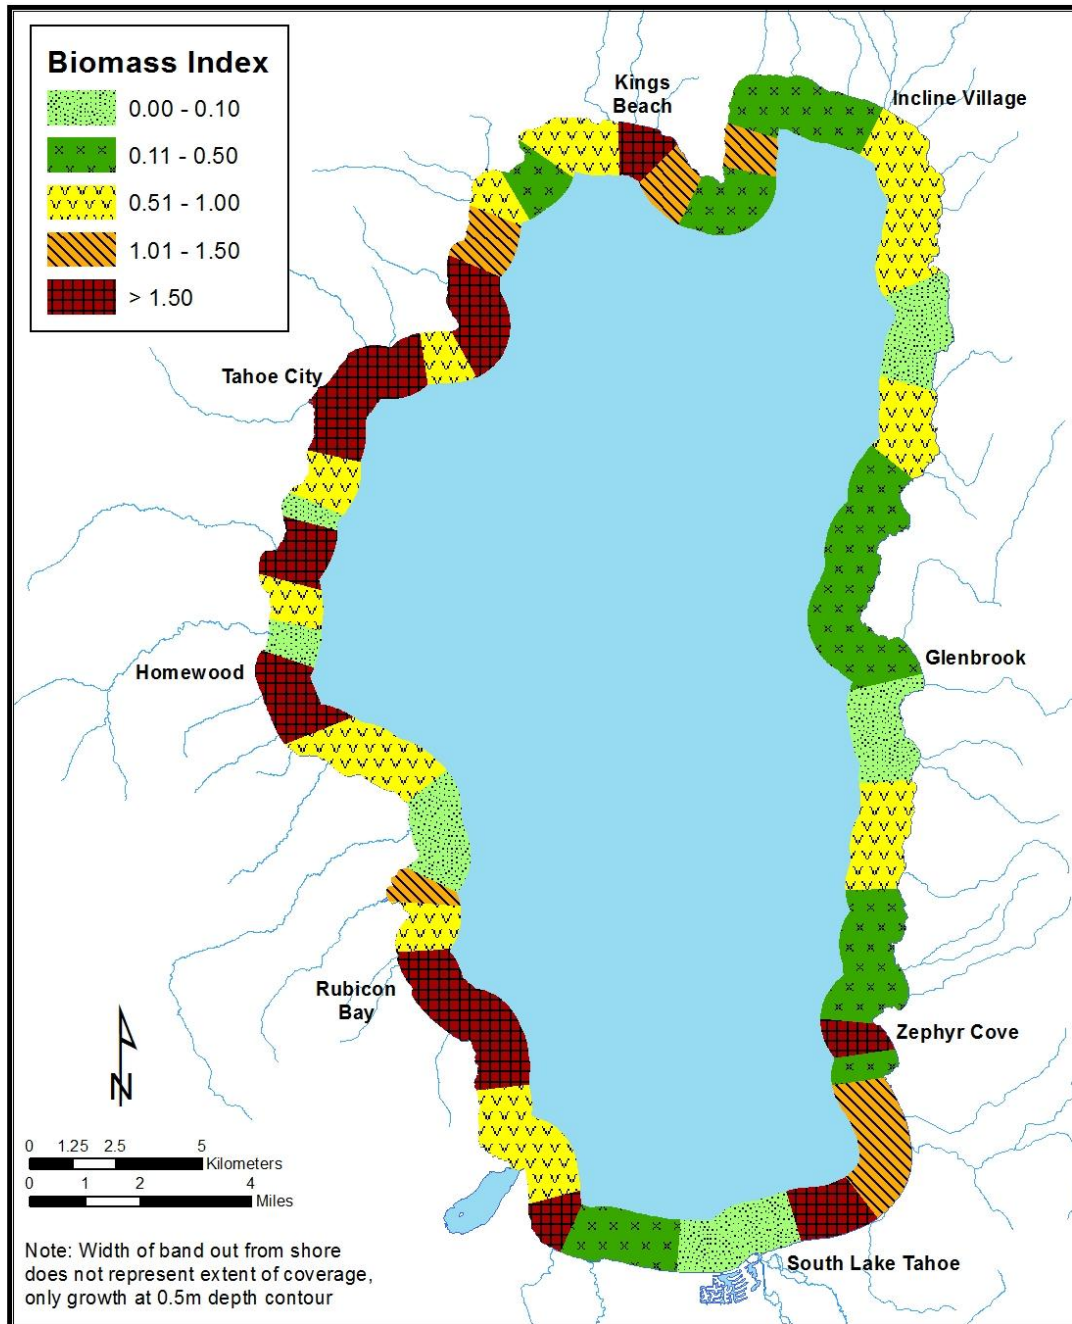 Biomass Index
0.00 - 0.10
0.11 - 0.50
0.51 - 1.00
1.01 - 1.50
> 1.50
Kings
Beach
Incline Village
Tahoe City
Homewood
Glenbrook
Rubicon
Bay
Zephyr Cove
South Lake Tahoe
N
0 1.25 2.5 5
Kilometers
0 1 2 4
Miles
Note: Width of band out from shore
does not represent extent of coverage,
only growth at 0.5m depth contour